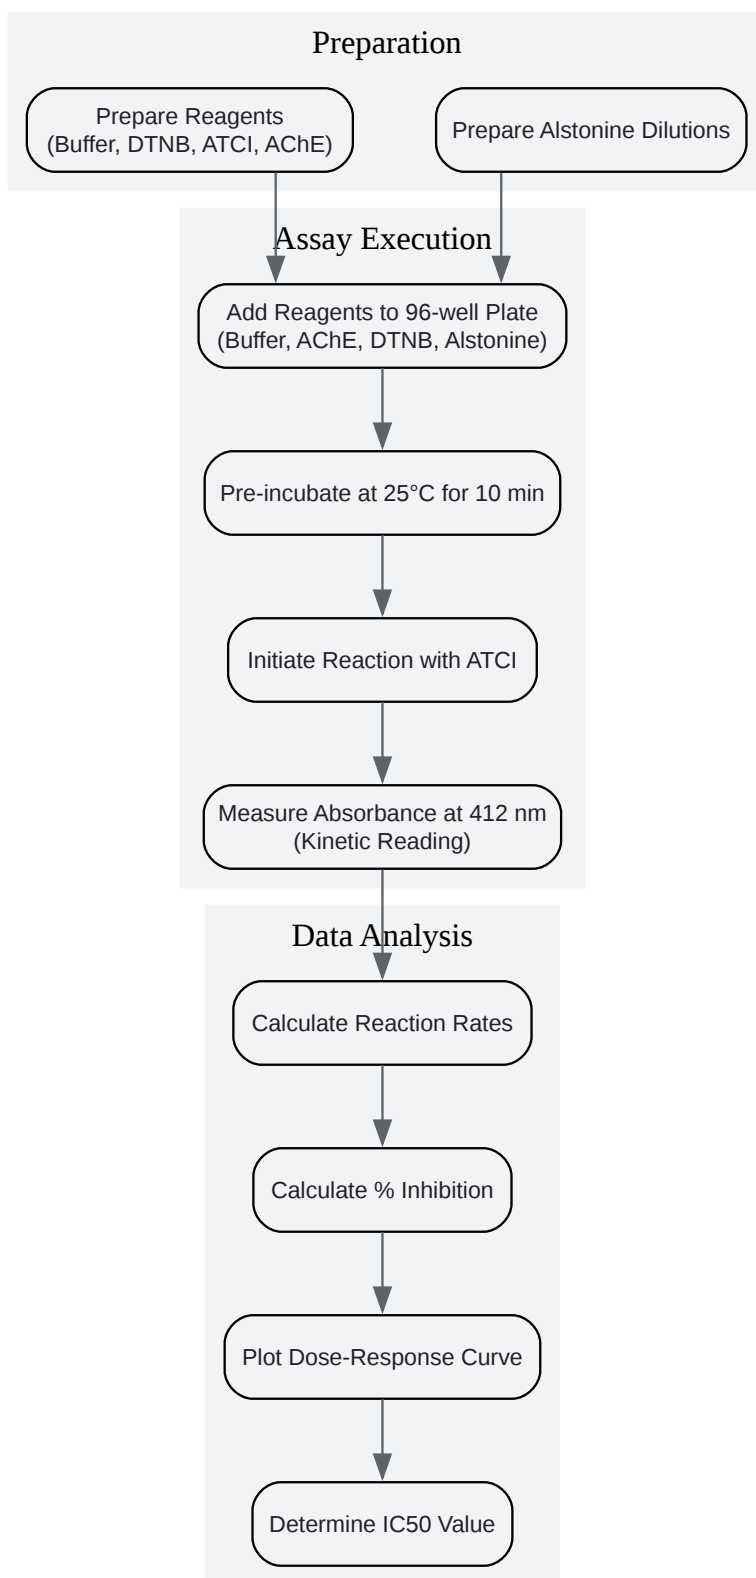 Preparation
Prepare Reagents
(Buffer, DTNB, ATCI, AChE)
Prepare Alstonine Dilutions
Assay Execution
Add Reagents to 96-well Plate
(Buffer, AChE, DTNB, Alstonine)
Pre-incubate at 25°C for 10 min
Initiate Reaction with ATCI
Measure Absorbance at 412 nm
(Kinetic Reading)
Data Analysis
Calculate Reaction Rates
Calculate % Inhibition
Plot Dose-Response Curve
Determine IC50 Value